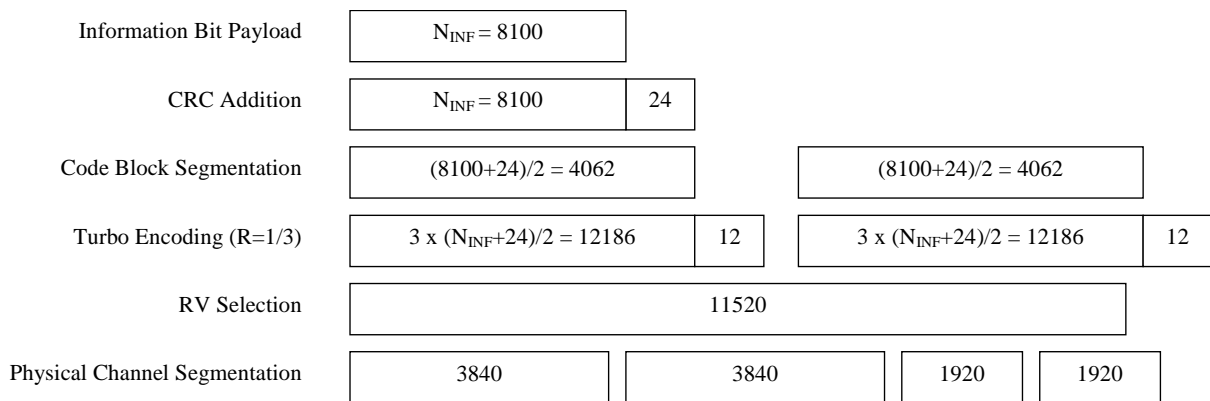 Information Bit Payload N_INF = 8100
CRC Addition N_INF = 8100 24
Code Block Segmentation (8100+24)/2 = 4062 (8100+24)/2 = 4062
Turbo Encoding (R=1/3) 3 x (N_INF+24)/2 = 12186 12 3 x (N_INF+24)/2 = 12186 12
RV Selection 11520
Physical Channel Segmentation 3840 3840 1920 1920